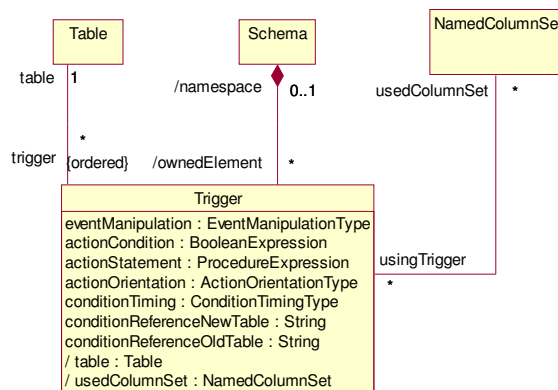 Table
Schema
NamedColumnSe
table
1
/namespace
0..1
usedColumnSet
*
*
trigger
{ordered}
/ownedElement
*
Trigger
eventManipulation : EventManipulationType
actionCondition : BooleanExpression
actionStatement : ProcedureExpression
actionOrientation : ActionOrientationType
conditionTiming : ConditionTimingType
conditionReferenceNewTable : String
conditionReferenceOldTable : String
/ table : Table
/ usedColumnSet : NamedColumnSet
usingTrigger
*